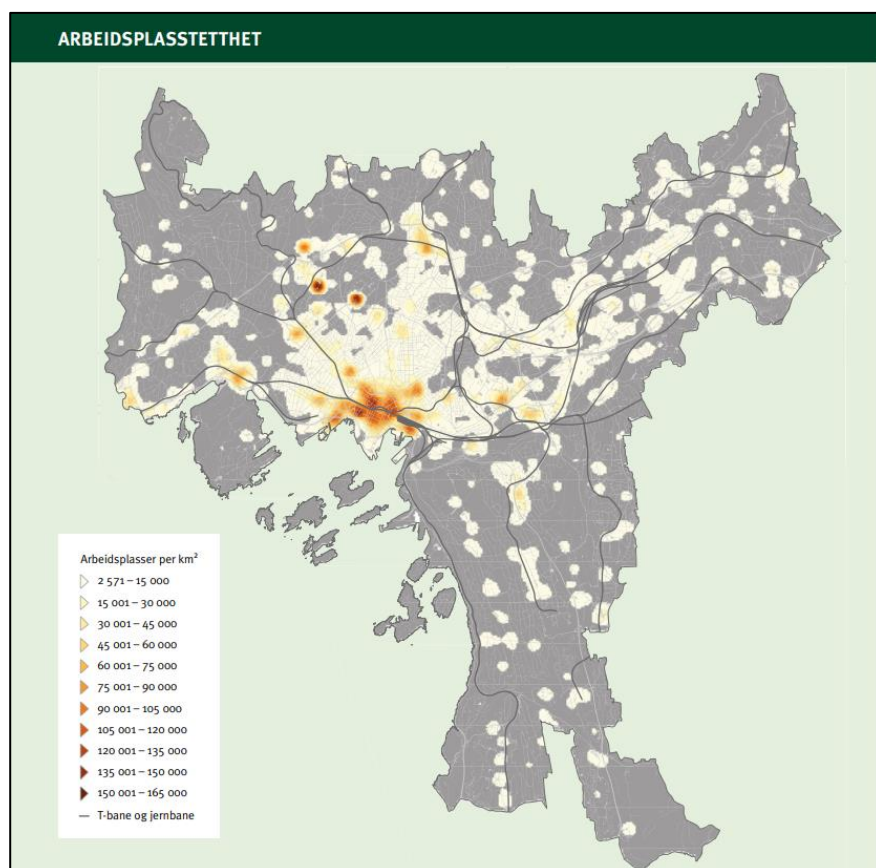 ARBEIDSPLASSTETTHET
Arbeidsplasser per km²
2 571 – 15 000
15 001 – 30 000
30 001 – 45 000
45 001 – 60 000
60 001 – 75 000
75 001 – 90 000
90 001 – 105 000
105 001 – 120 000
120 001 – 135 000
135 001 – 150 000
150 001 – 165 000
T-bane og jernbane